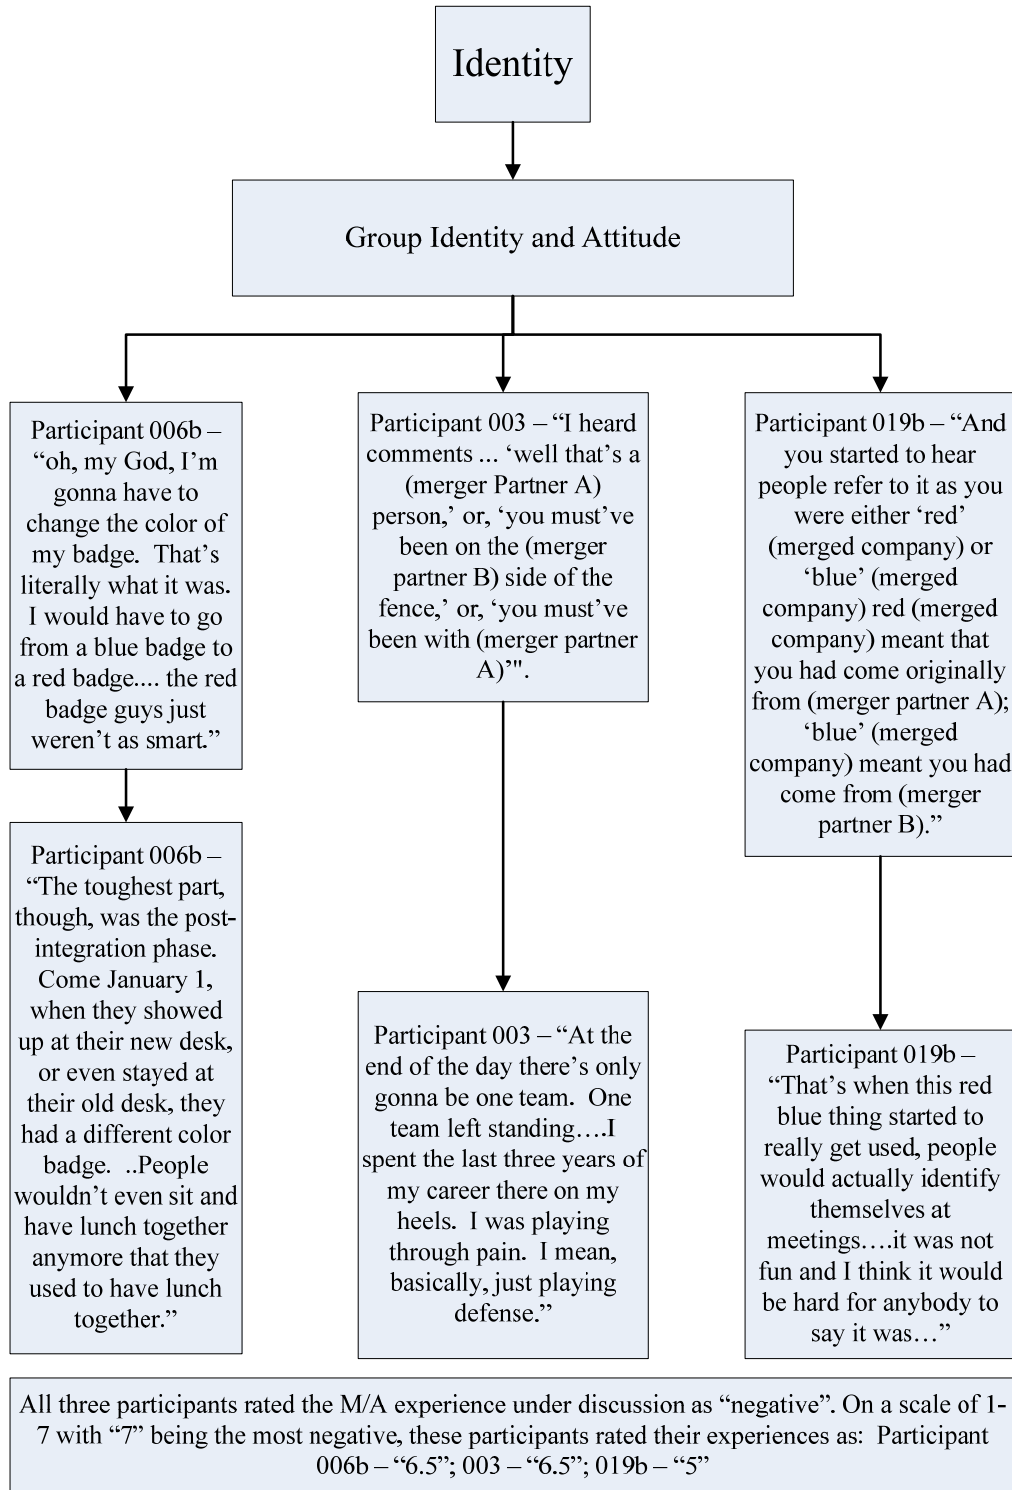 Identity
Group Identity and Attitude
Participant 006b –
“oh, my God, I’m
gonna have to
change the color of
my badge.  That’s
literally what it was.
I would have to go
from a blue badge to
a red badge.... the red
badge guys just
weren’t as smart.”
Participant 003 – “I heard
comments ... ‘well that’s a
(merger Partner A)
person,’ or, ‘you must’ve
been on the (merger
partner B) side of the
fence,’ or, ‘you must’ve
been with (merger partner
A)’".
Participant 019b – “And
you started to hear
people refer to it as you
were either ‘red’
(merged company) or
‘blue’ (merged
company) red (merged
company) meant that
you had come originally
from (merger partner A);
‘blue’ (merged
company) meant you had
come from (merger
partner B).”
Participant 006b –
“The toughest part,
though, was the post-
integration phase.
Come January 1,
when they showed
up at their new desk,
or even stayed at
their old desk, they
had a different color
badge.  ..People
wouldn’t even sit and
have lunch together
anymore that they
used to have lunch
together.”
Participant 003 – “At the
end of the day there’s only
gonna be one team.  One
team left standing….I
spent the last three years of
my career there on my
heels.  I was playing
through pain.  I mean,
basically, just playing
defense.”
Participant 019b –
“That’s when this red
blue thing started to
really get used, people
would actually identify
themselves at
meetings….it was not
fun and I think it would
be hard for anybody to
say it was…”
All three participants rated the M/A experience under discussion as “negative”. On a scale of 1-
7 with “7” being the most negative, these participants rated their experiences as:  Participant
006b – “6.5”; 003 – “6.5”; 019b – “5”